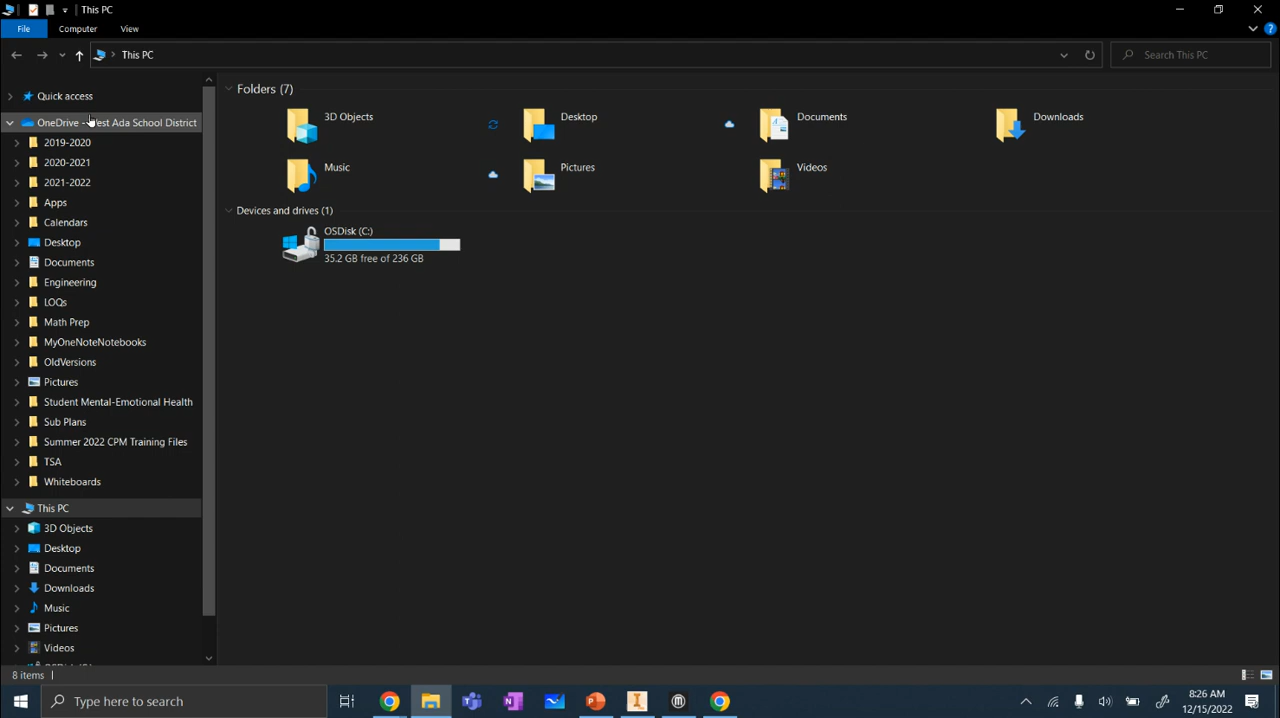 This PC
File
Computer
View
This PC
Search This PC
Quick access
OneDrive - West Ada School District
2019-2020
2020-2021
2021-2022
Apps
Calendars
Desktop
Documents
Engineering
LOQs
Math Prep
MyOneNoteNotebooks
OldVersions
Pictures
Student Mental-Emotional Health
Sub Plans
Summer 2022 CPM Training Files
TSA
Whiteboards
This PC
3D Objects
Desktop
Documents
Downloads
Music
Pictures
Videos
Folders (7)
3D Objects
Desktop
Documents
Downloads
Music
Pictures
Videos
Devices and drives (1)
OSDisk (C:)
35.2 GB free of 236 GB
8 items
Type here to search
8:26 AM
12/15/2022